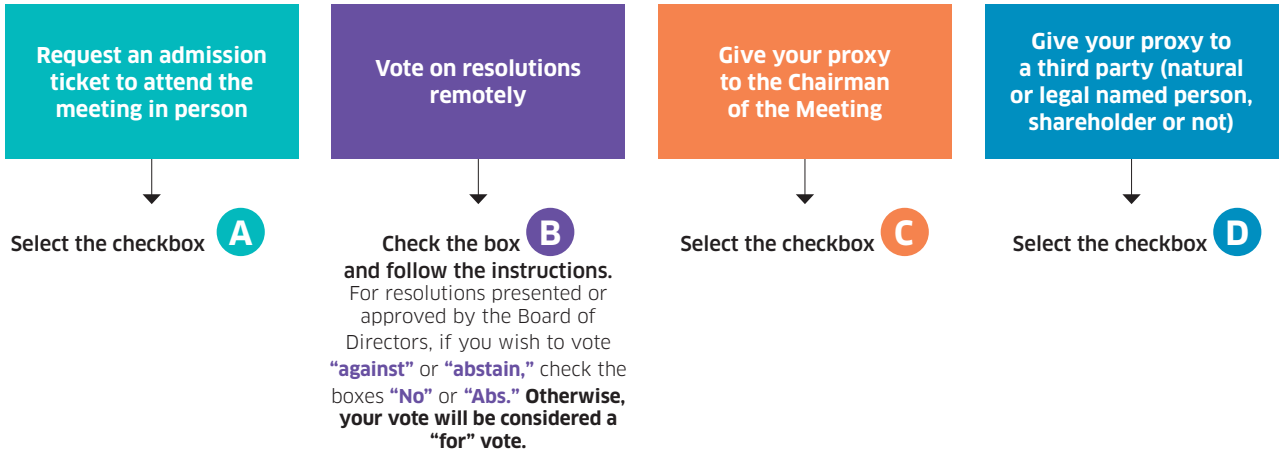 Request an admission
ticket to attend the
meeting in person
Select the checkbox A
Vote on resolutions
remotely
Check the box B
and follow the instructions.
For resolutions presented or
approved by the Board of
Directors, if you wish to vote
“against” or “abstain,” check the
boxes “No” or “Abs.” Otherwise,
your vote will be considered a
“for” vote.
Give your proxy
to the Chairman
of the Meeting
Select the checkbox C
Give your proxy to
a third party (natural
or legal named person,
shareholder or not)
Select the checkbox D